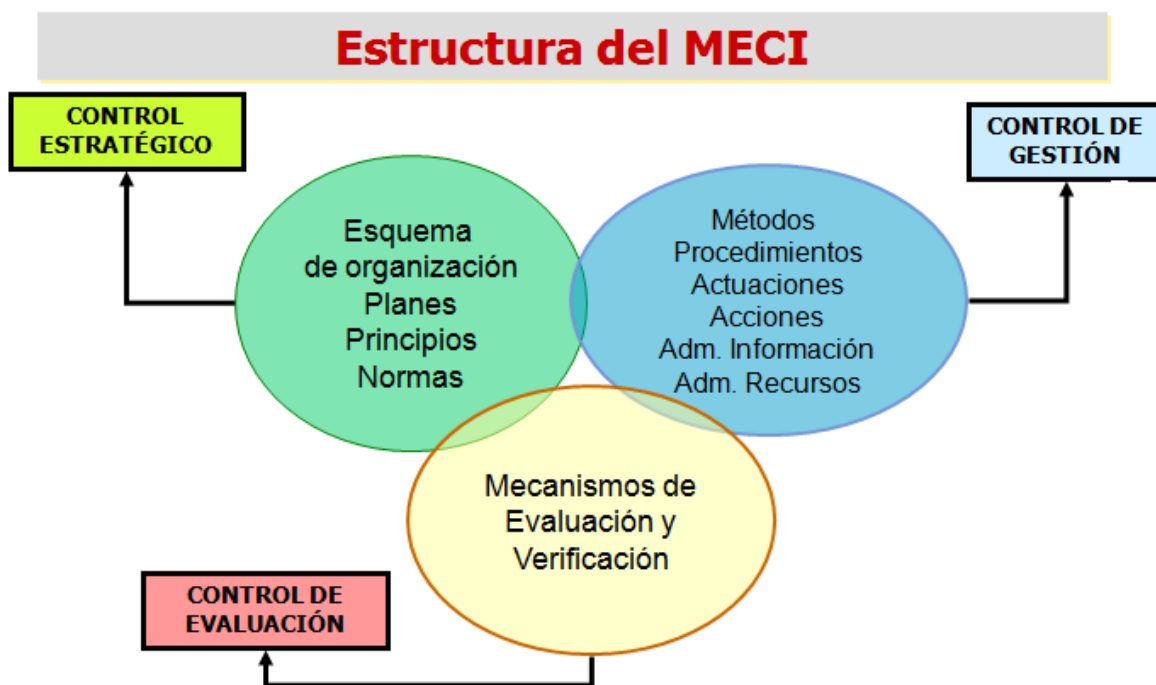 Estructura del MECI
CONTROL
ESTRATÉGICO
CONTROL DE
GESTIÓN
Esquema
de organización
Planes
Principios
Normas
Métodos
Procedimientos
Actuaciones
Acciones
Adm. Información
Adm. Recursos
Mecanismos de
Evaluación y
Verificación
CONTROL DE
EVALUACIÓN